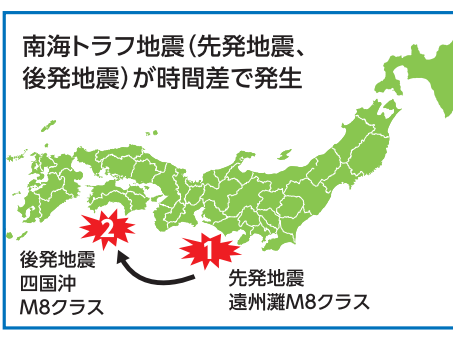 南海トラフ地震（先発地震、
後発地震）が時間差で発生
2
1
後発地震
四国沖
M8クラス
先発地震
遠州灘M8クラス